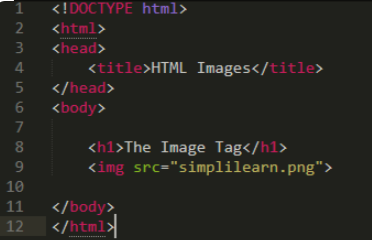 1 <!DOCTYPE html>
2 <html>
3 <head>
4     <title>HTML Images</title>
5 </head>
6 <body>
7
8     <h1>The Image Tag</h1>
9     <img src="simplilearn.png">
10
11 </body>
12 </html>